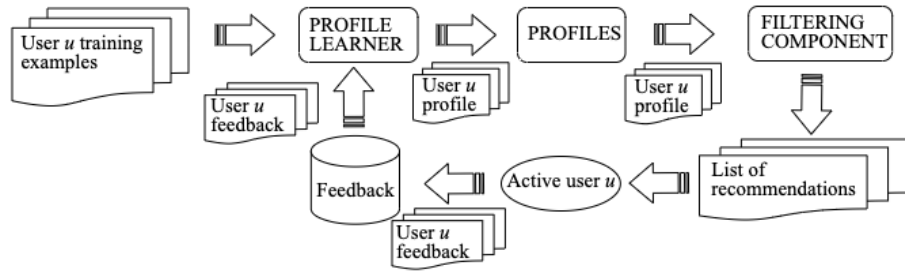 User u training
examples
PROFILE
LEARNER
PROFILES
FILTERING
COMPONENT
User u
feedback
User u
profile
User u
profile
List of
recommendations
Active user u
Feedback
User u
feedback